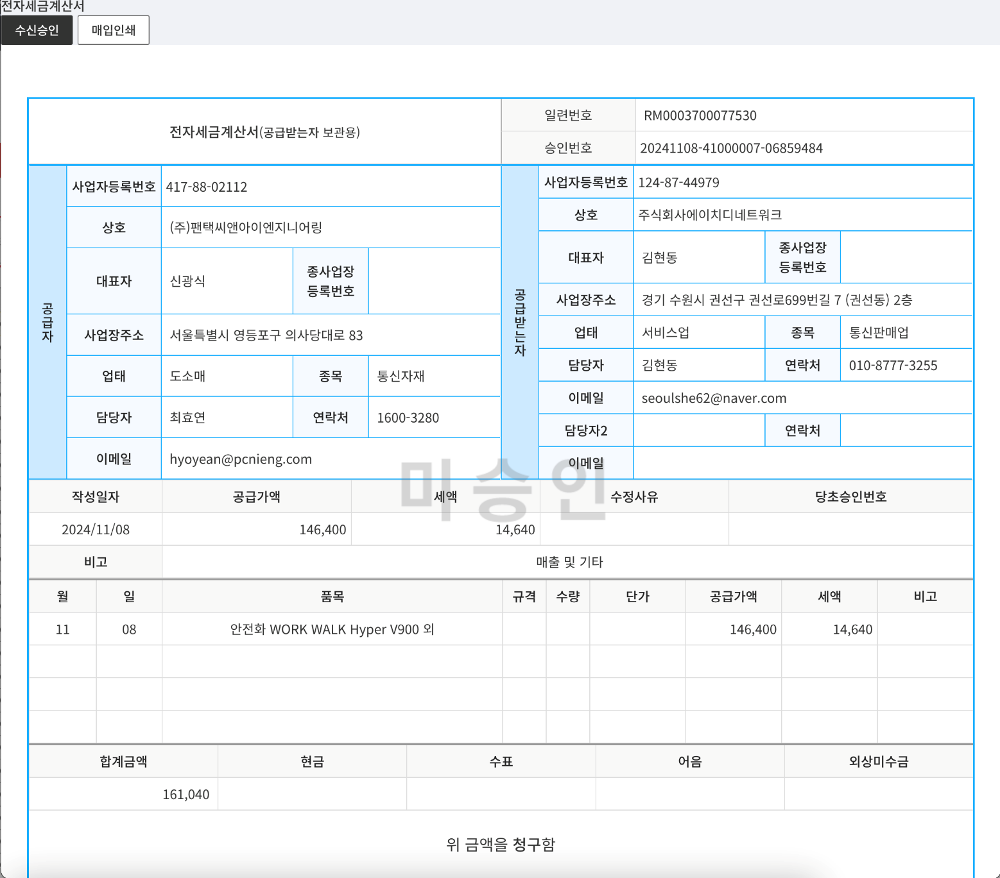 전자세금계산서
수신승인 매입인쇄
전자세금계산서(공급받는자 보관용)
일련번호 RM0003700077530
승인번호 20241108-41000007-06859484
공급자
사업자등록번호 417-88-02112
상호 (주)팬택씨앤아이엔지니어링
대표자 신광식 종사업장 등록번호
사업장주소 서울특별시 영등포구 의사당대로 83
업태 도소매 종목 통신자재
담당자 최효연 연락처 1600-3280
이메일 hyoyean@pcnieng.com
공급받는자
사업자등록번호 124-87-44979
상호 주식회사에이치디네트워크
대표자 김현동 종사업장 등록번호
사업장주소 경기 수원시 권선구 권선로699번길 7 (권선동) 2층
업태 서비스업 종목 통신판매업
담당자 김현동 연락처 010-8777-3255
이메일 seoulshe62@naver.com
담당자2 연락처
이메일
미승인
작성일자 공급가액 세액 수정사유 당초승인번호
2024/11/08 146,400 14,640
비고 매출 및 기타
월 일 품목 규격 수량 단가 공급가액 세액 비고
11 08 안전화 WORK WALK Hyper V900 외 146,400 14,640
합계금액 현금 수표 어음 외상미수금
161,040
위 금액을 청구함